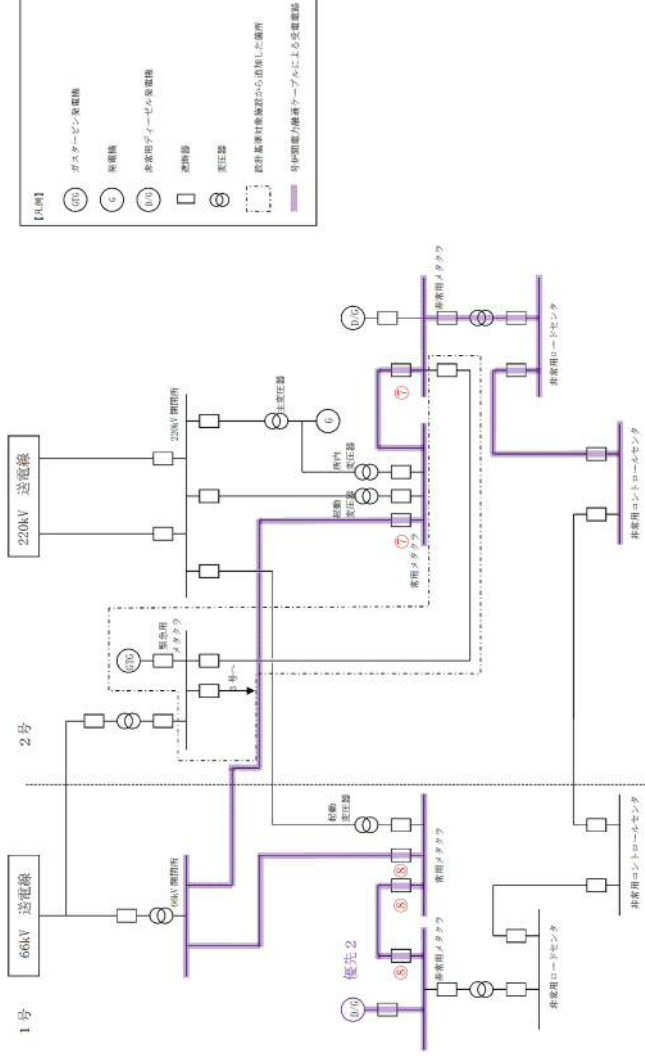 1号
66kV 送電線
2号
220kV 送電線
【凡例】
GTG ガスタービン発電機
G 発電機
D/G 非常用ディーゼル発電機
遮断器
変圧器
設計基準対象施設から追加した箇所
号炉間電力融通ケーブルによる受電電路
66kV 開閉所
220kV 開閉所
GTG
緊急用
メタクラ
3号へ
起動
変圧器
所内
変圧器
主変圧器
G
D/G
⑦
⑦
常用メタクラ
非常用メタクラ
非常用ロードセンタ
非常用コントロールセンタ
起動
変圧器
優先2
D/G
⑧
⑧
⑧
非常用メタクラ
常用メタクラ
非常用ロードセンタ
非常用コントロールセンタ